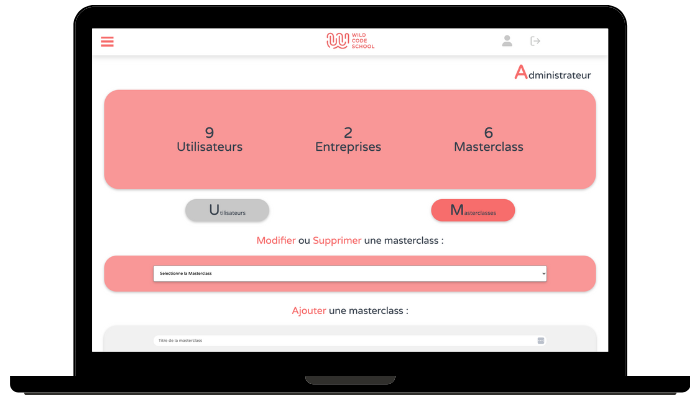 WILD
CODE
SCHOOL
Administrateur
9 2 6
Utilisateurs Entreprises Masterclass
Utilisateurs Masterclasses
Modifier ou Supprimer une masterclass :
Selectionne la Masterclass
Ajouter une masterclass :
Titre de la masterclass